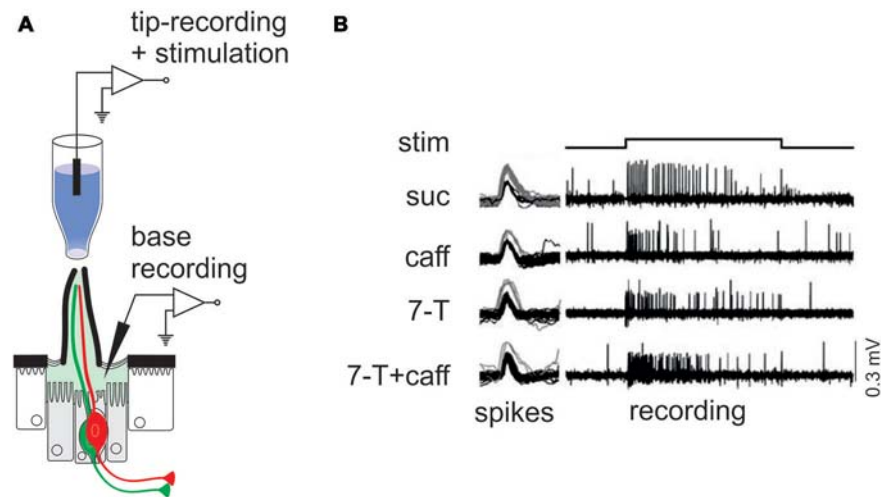 A
tip-recording
+ stimulation
base
recording
B
stim
suc
caff
7-T
7-T+caff
spikes
recording
0.3 mV